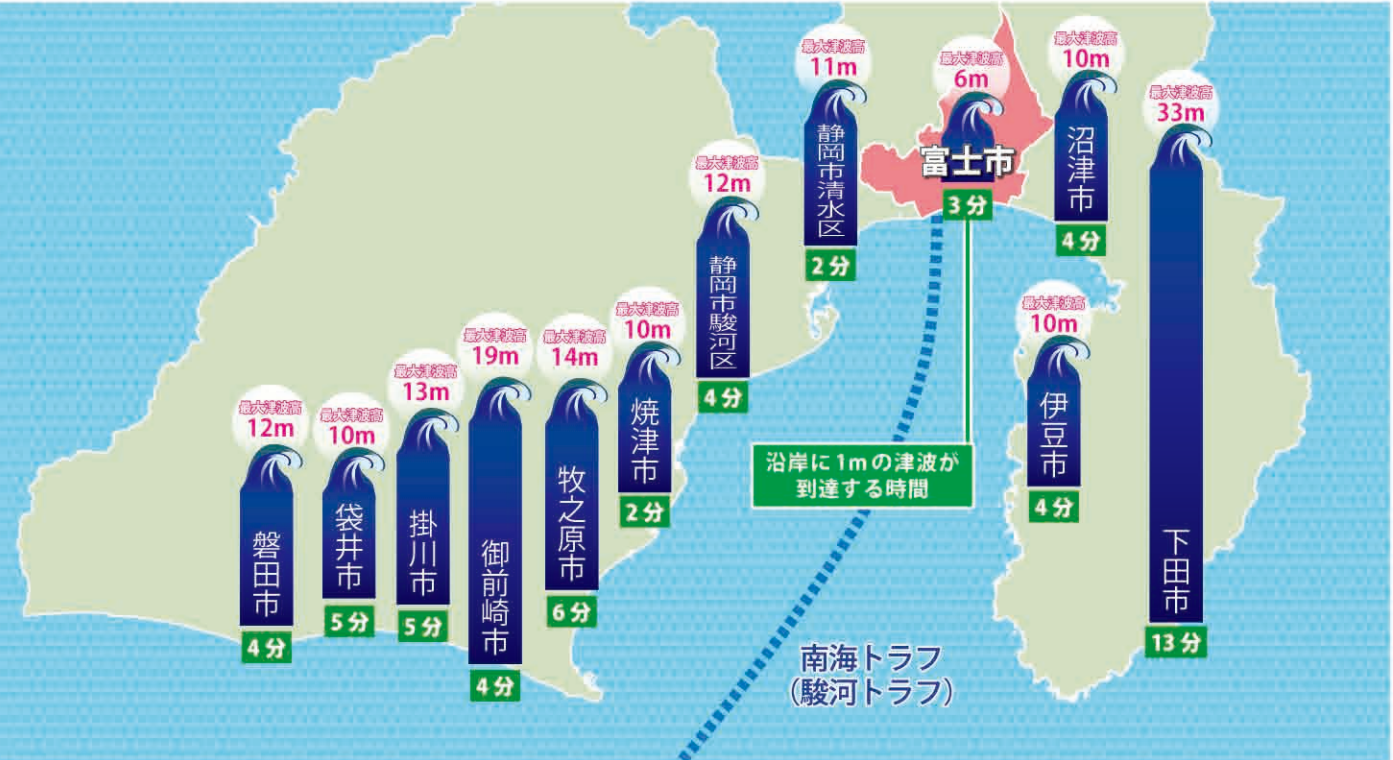 最大津波高
12m
磐田市
4分
最大津波高
10m
袋井市
5分
最大津波高
13m
掛川市
5分
最大津波高
19m
御前崎市
4分
最大津波高
14m
牧之原市
6分
最大津波高
10m
焼津市
2分
最大津波高
12m
静岡市駿河区
4分
最大津波高
11m
静岡市清水区
2分
最大津波高
6m
富士市
3分
最大津波高
10m
沼津市
4分
最大津波高
10m
伊豆市
4分
最大津波高
33m
下田市
13分
沿岸に1mの津波が
到達する時間
南海トラフ
(駿河トラフ)